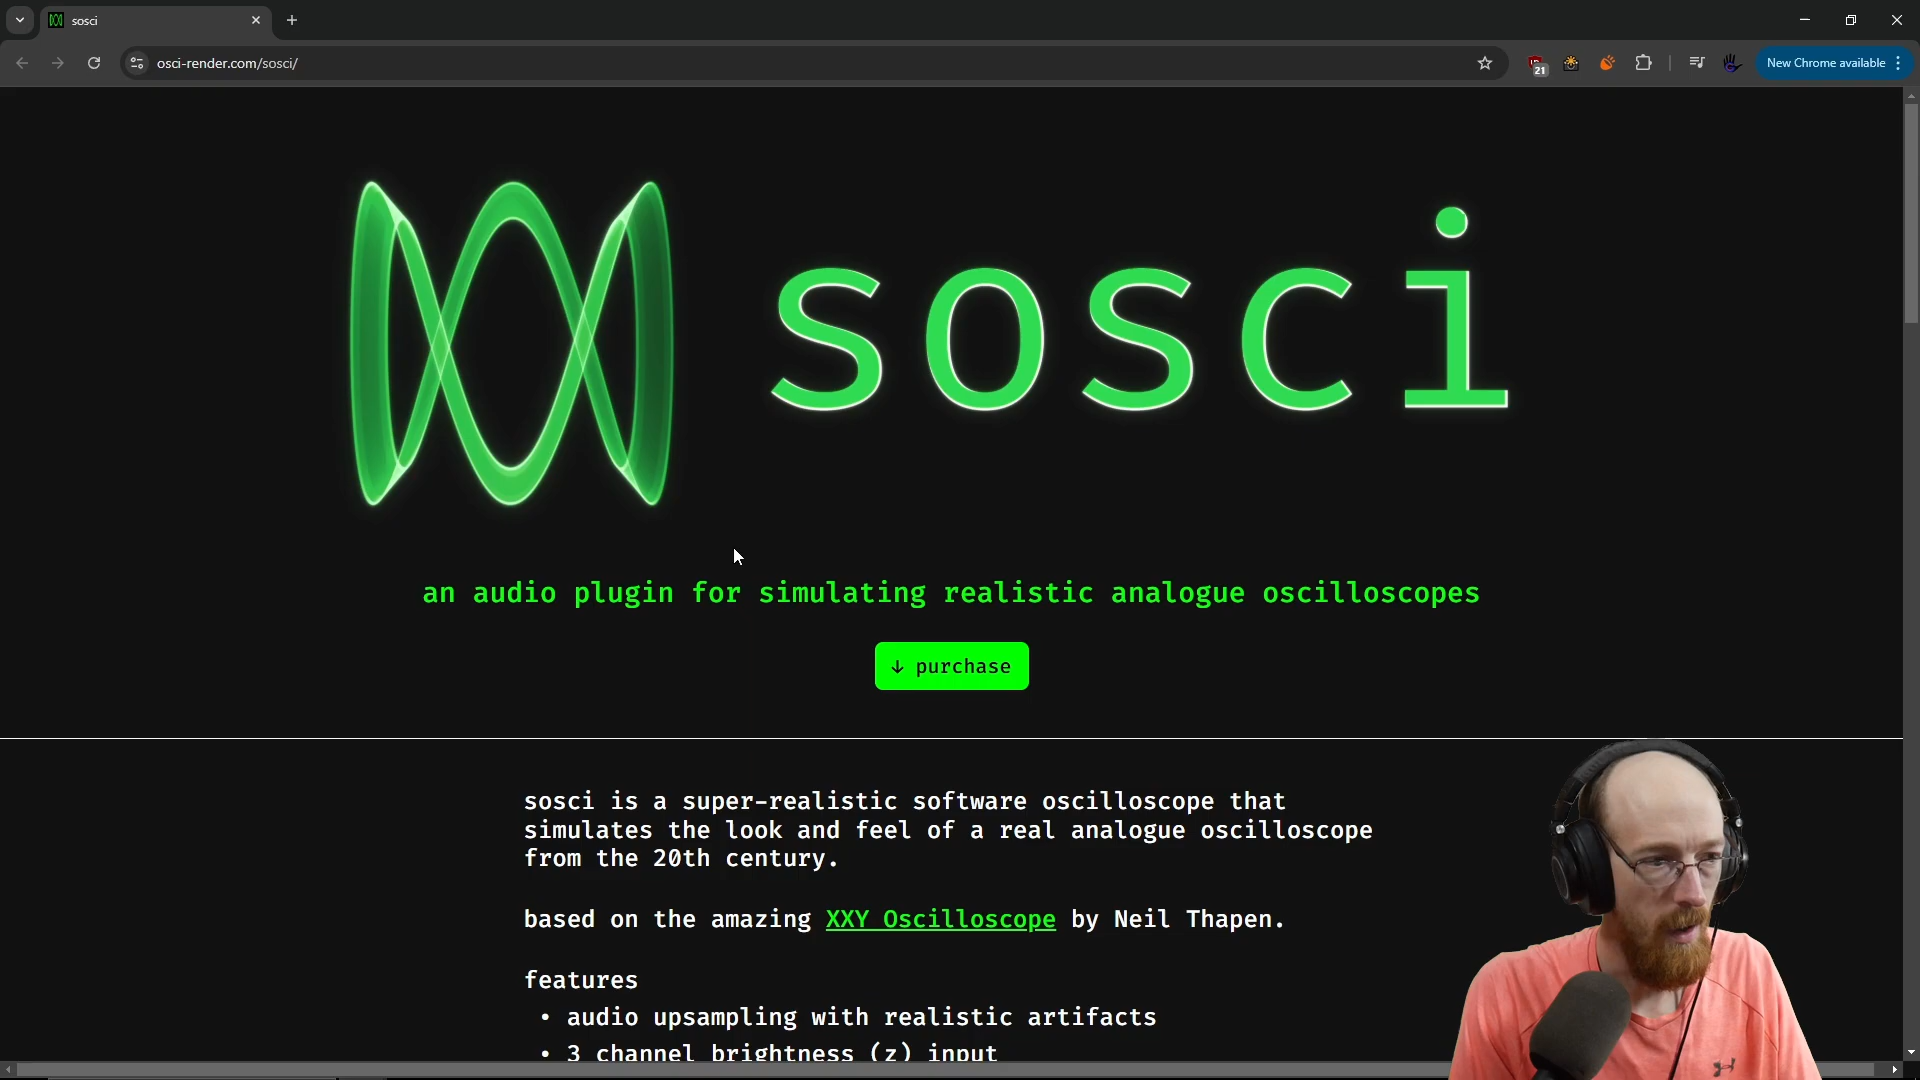 sosci
osci-render.com/sosci/
21
New Chrome available
sosci
an audio plugin for simulating realistic analogue oscilloscopes
↓ purchase
sosci is a super-realistic software oscilloscope that
simulates the look and feel of a real analogue oscilloscope
from the 20th century.
based on the amazing XXY Oscilloscope by Neil Thapen.
features
• audio upsampling with realistic artifacts
• 3 channel brightness (z) input